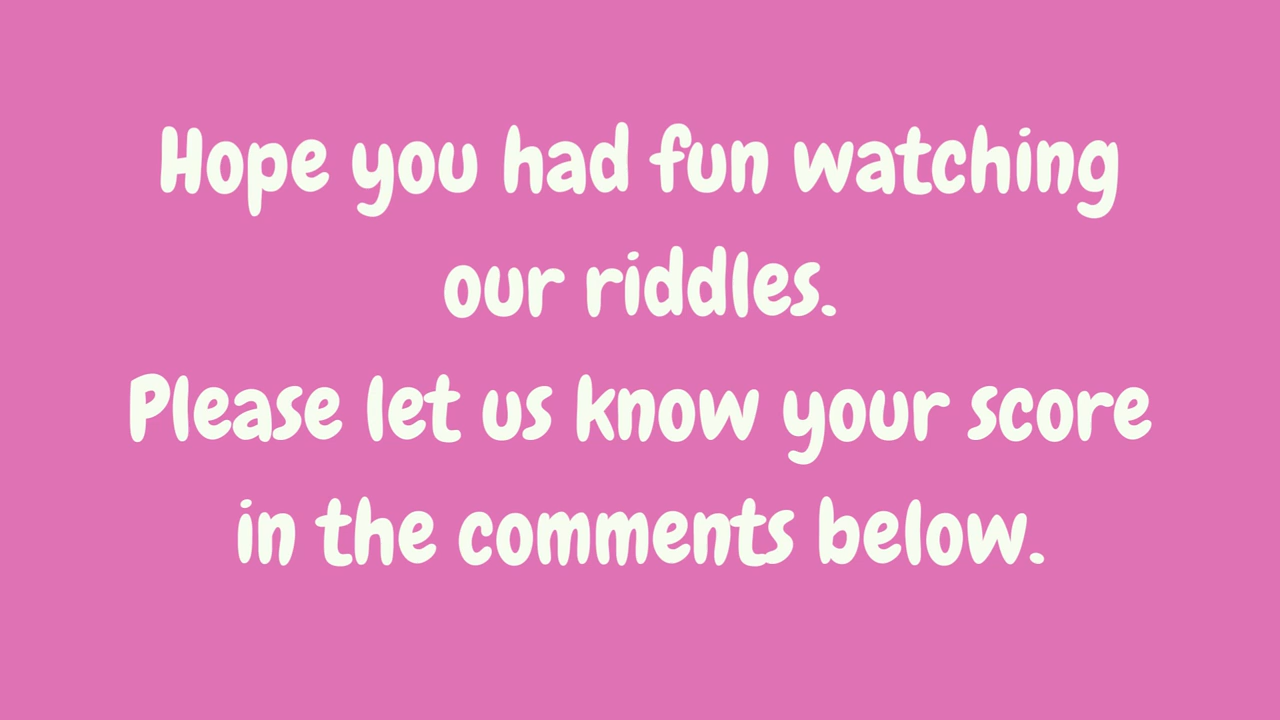 Hope you had fun watching
our riddles.
Please let us know your score
in the comments below.